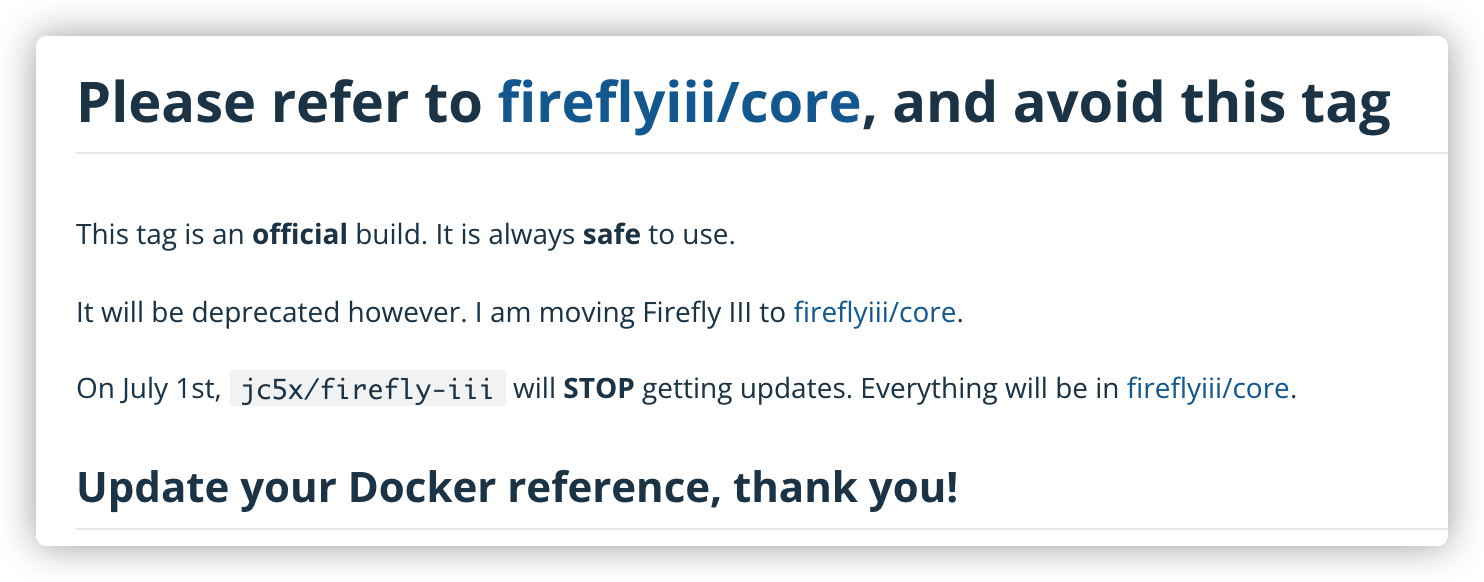 Please refer to fireflyiii/core, and avoid this tag
This tag is an official build. It is always safe to use.
It will be deprecated however. I am moving Firefly III to fireflyiii/core.
On July 1st, jc5x/firefly-iii will STOP getting updates. Everything will be in fireflyiii/core.
Update your Docker reference, thank you!